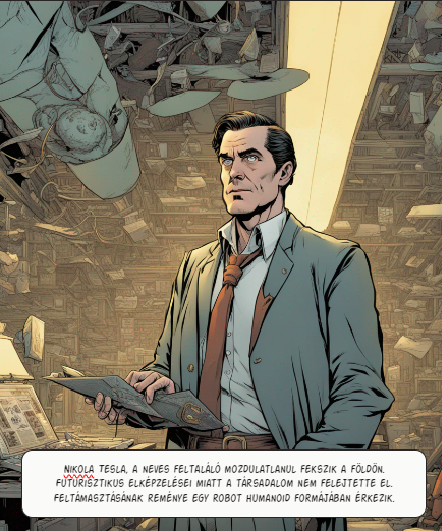 NIKOLA TESLA, A NEVES FELTALÁLÓ MOZDULATLANUL FEKSZIK A FÖLDÖN.
FUTURISZTIKUS ELKÉPZELÉSEI MIATT A TÁRSADALOM NEM FELEJTETTE EL.
FELTÁMASZTÁSÁNAK REMÉNYE EGY ROBOT HUMANOID FORMÁJÁBAN ÉRKEZIK.